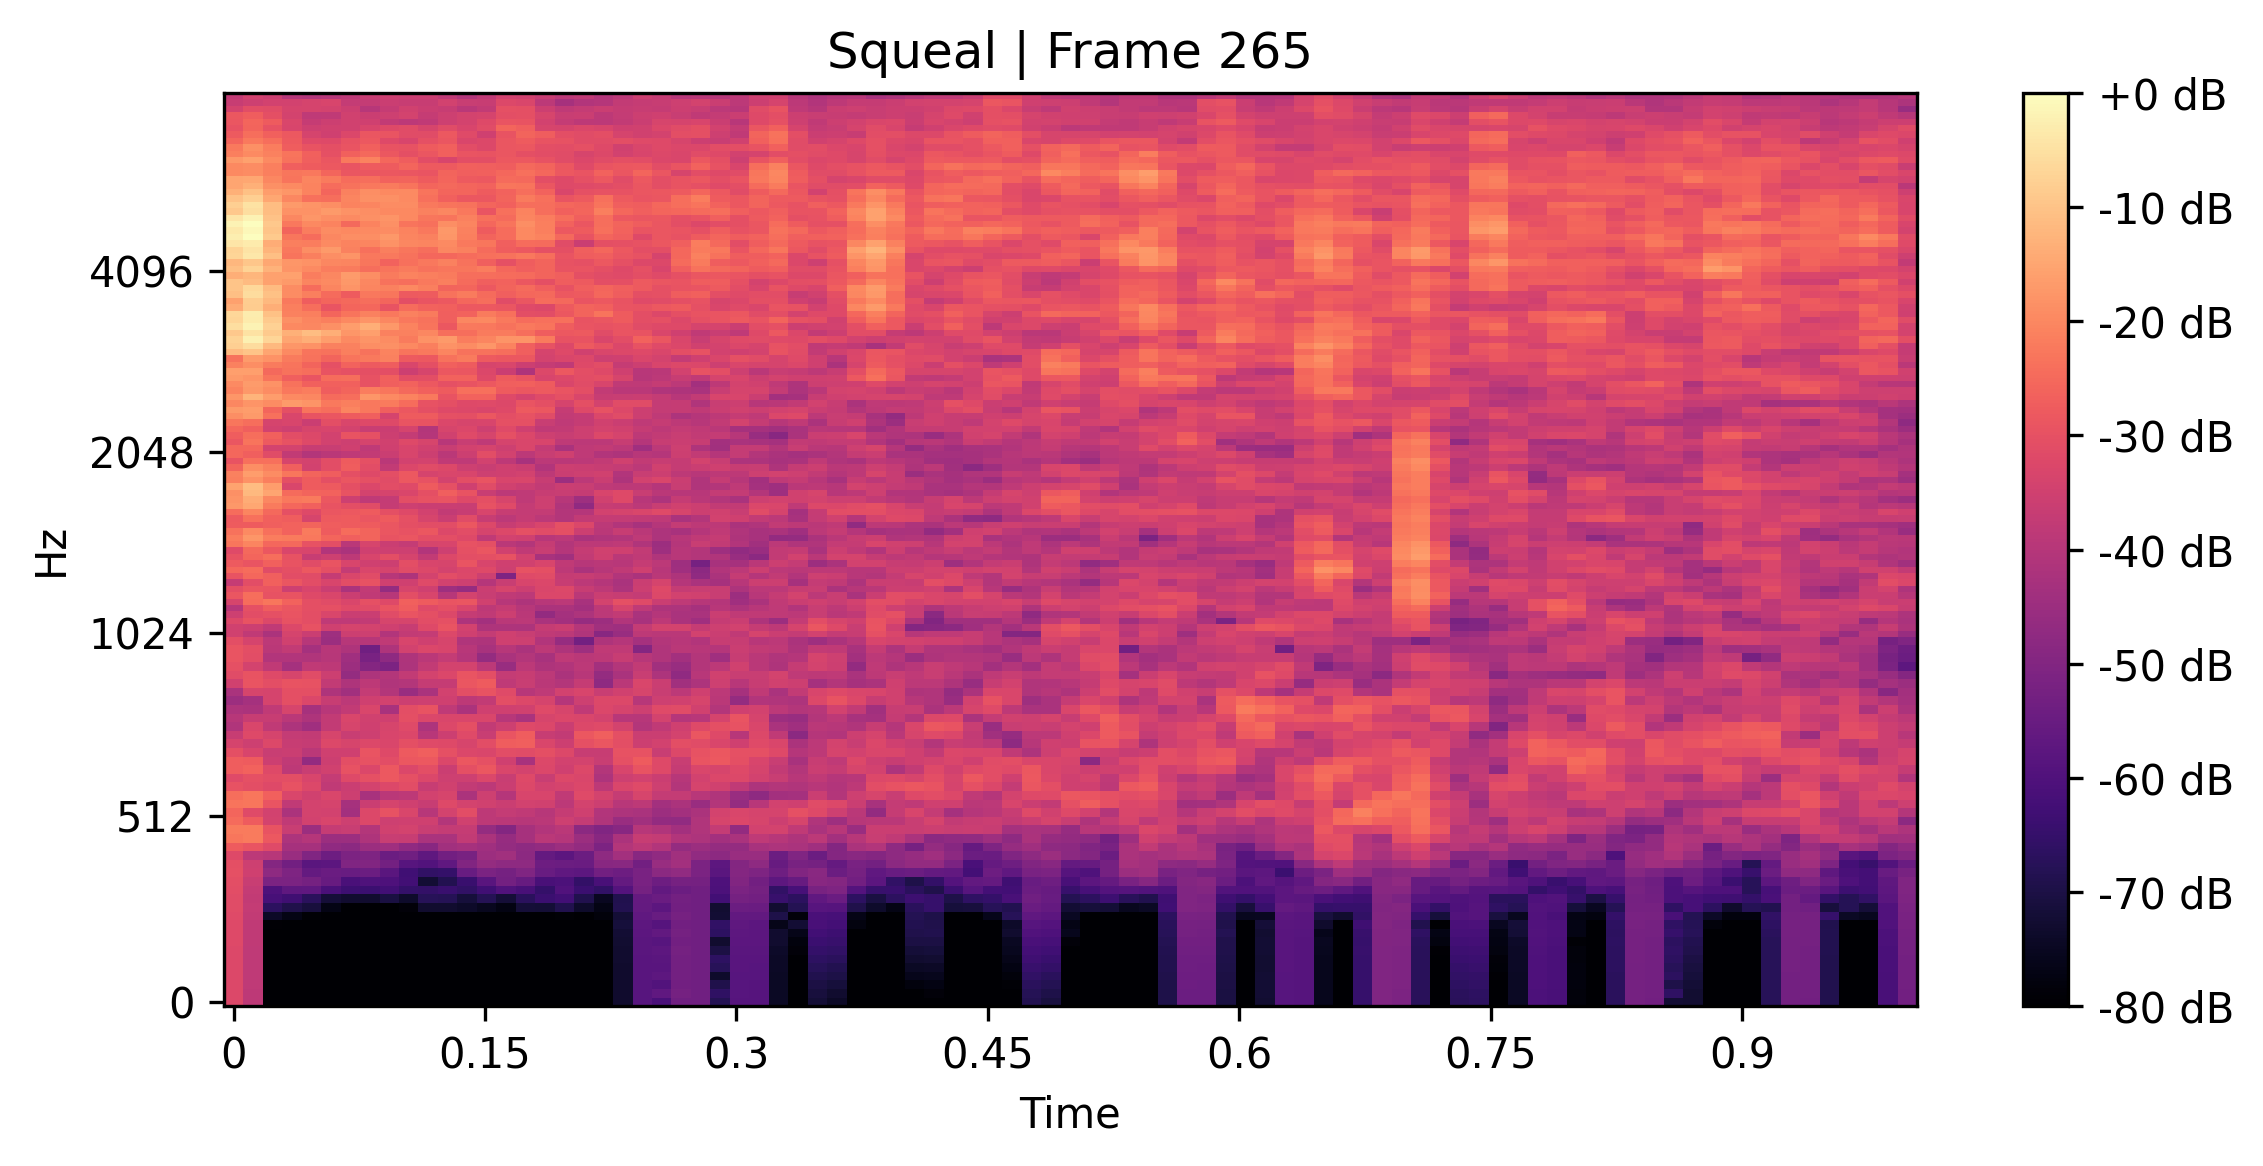 Squeal | Frame 265
Hz
4096
2048
1024
512
0
0 0.15 0.3 0.45 0.6 0.75 0.9
Time
+0 dB
-10 dB
-20 dB
-30 dB
-40 dB
-50 dB
-60 dB
-70 dB
-80 dB